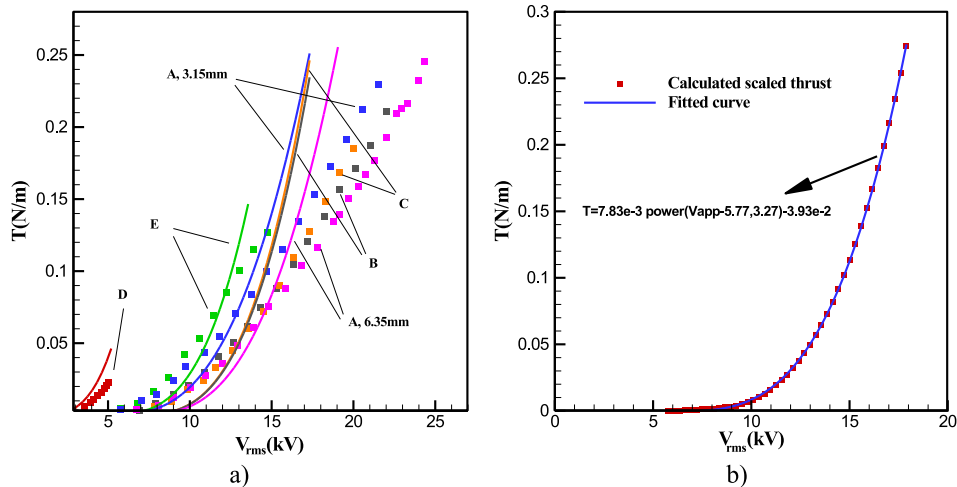 0.25
0.2
0.15
0.1
0.05
T(N/m)
A, 3.15mm
E
D
C
B
A, 6.35mm
5 10 15 20 25
Vrms(kV)
a)
0.3
0.25
0.2
0.15
0.1
0.05
0
T(N/m)
Calculated scaled thrust
Fitted curve
T=7.83e-3 power(Vapp-5.77,3.27)-3.93e-2
0 5 10 15 20
Vrms(kV)
b)